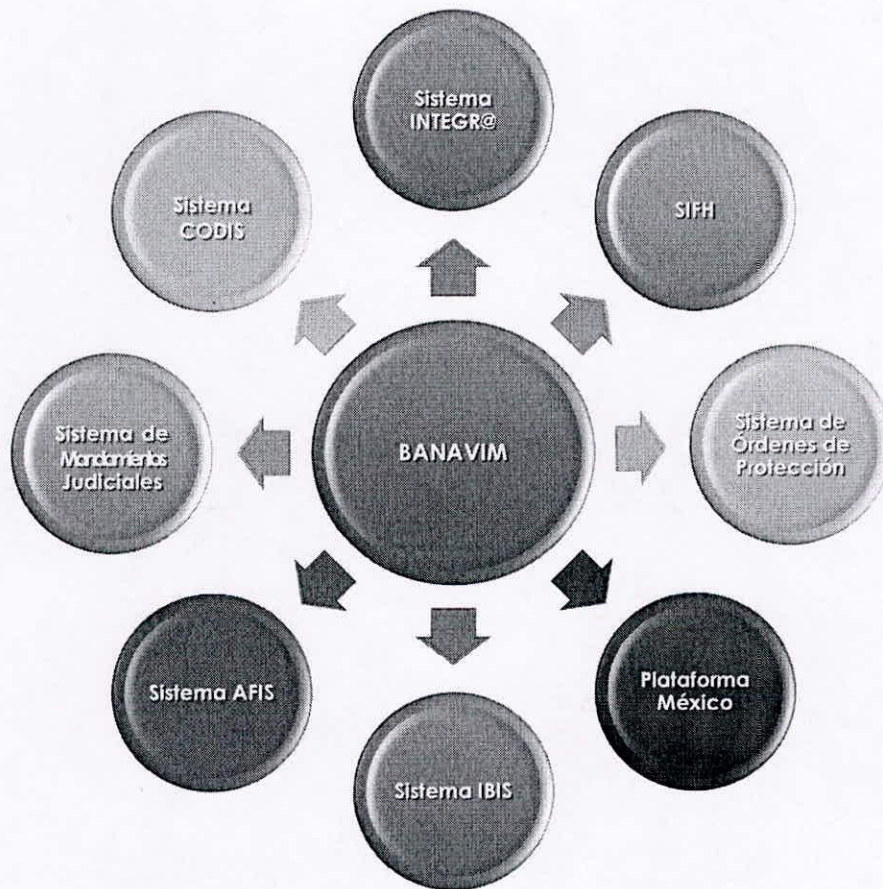 Sistema
INTEGR@
SIFH
Sistema de
Órdenes de
Protección
Plataforma
México
Sistema IBIS
Sistema AFIS
Sistema de
Mandamientos
Judiciales
Sistema
CODIS
BANAVIM